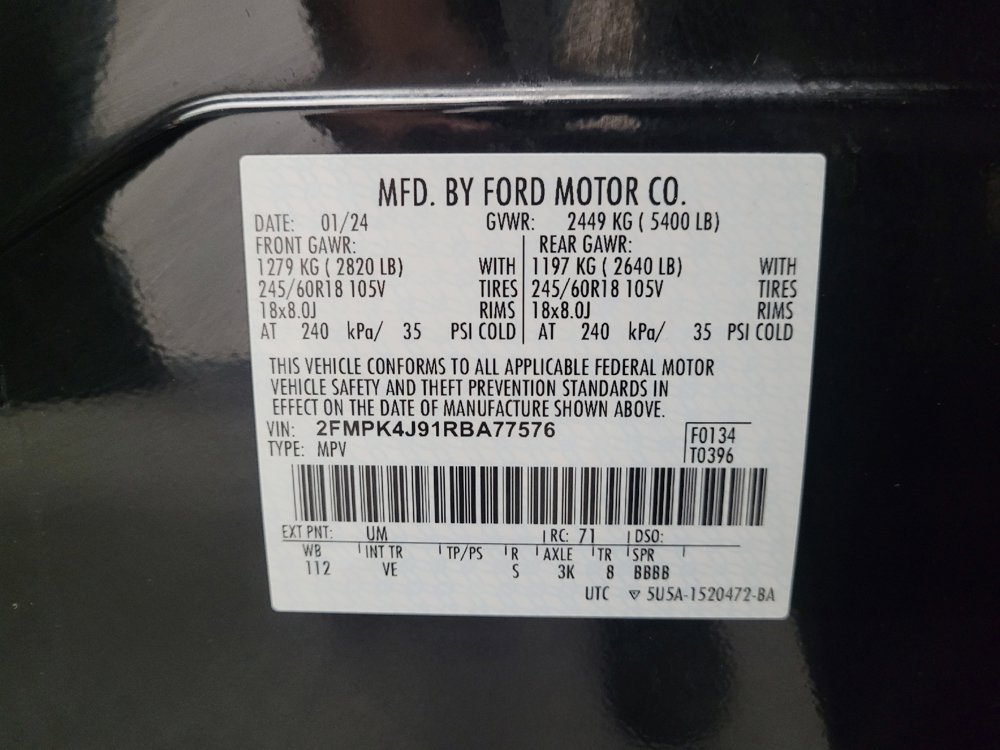 MFD. BY FORD MOTOR CO.
DATE: 01/24 GVWR: 2449 KG ( 5400 LB)
FRONT GAWR: REAR GAWR:
1279 KG ( 2820 LB) WITH 1197 KG ( 2640 LB) WITH
245/60R18 105V TIRES 245/60R18 105V TIRES
18x8.0J RIMS 18x8.0J RIMS
AT 240 kPa/ 35 PSI COLD AT 240 kPa/ 35 PSI COLD
THIS VEHICLE CONFORMS TO ALL APPLICABLE FEDERAL MOTOR
VEHICLE SAFETY AND THEFT PREVENTION STANDARDS IN
EFFECT ON THE DATE OF MANUFACTURE SHOWN ABOVE.
VIN: 2FMPK4J91RBA77576 F0134
TYPE: MPV T0396
EXT PNT: UM RC: 71 DSO:
WB INT TR TP/PS R AXLE TR SPR
112 VE S 3K 8 BBBB
UTC 5U5A-1520472-BA